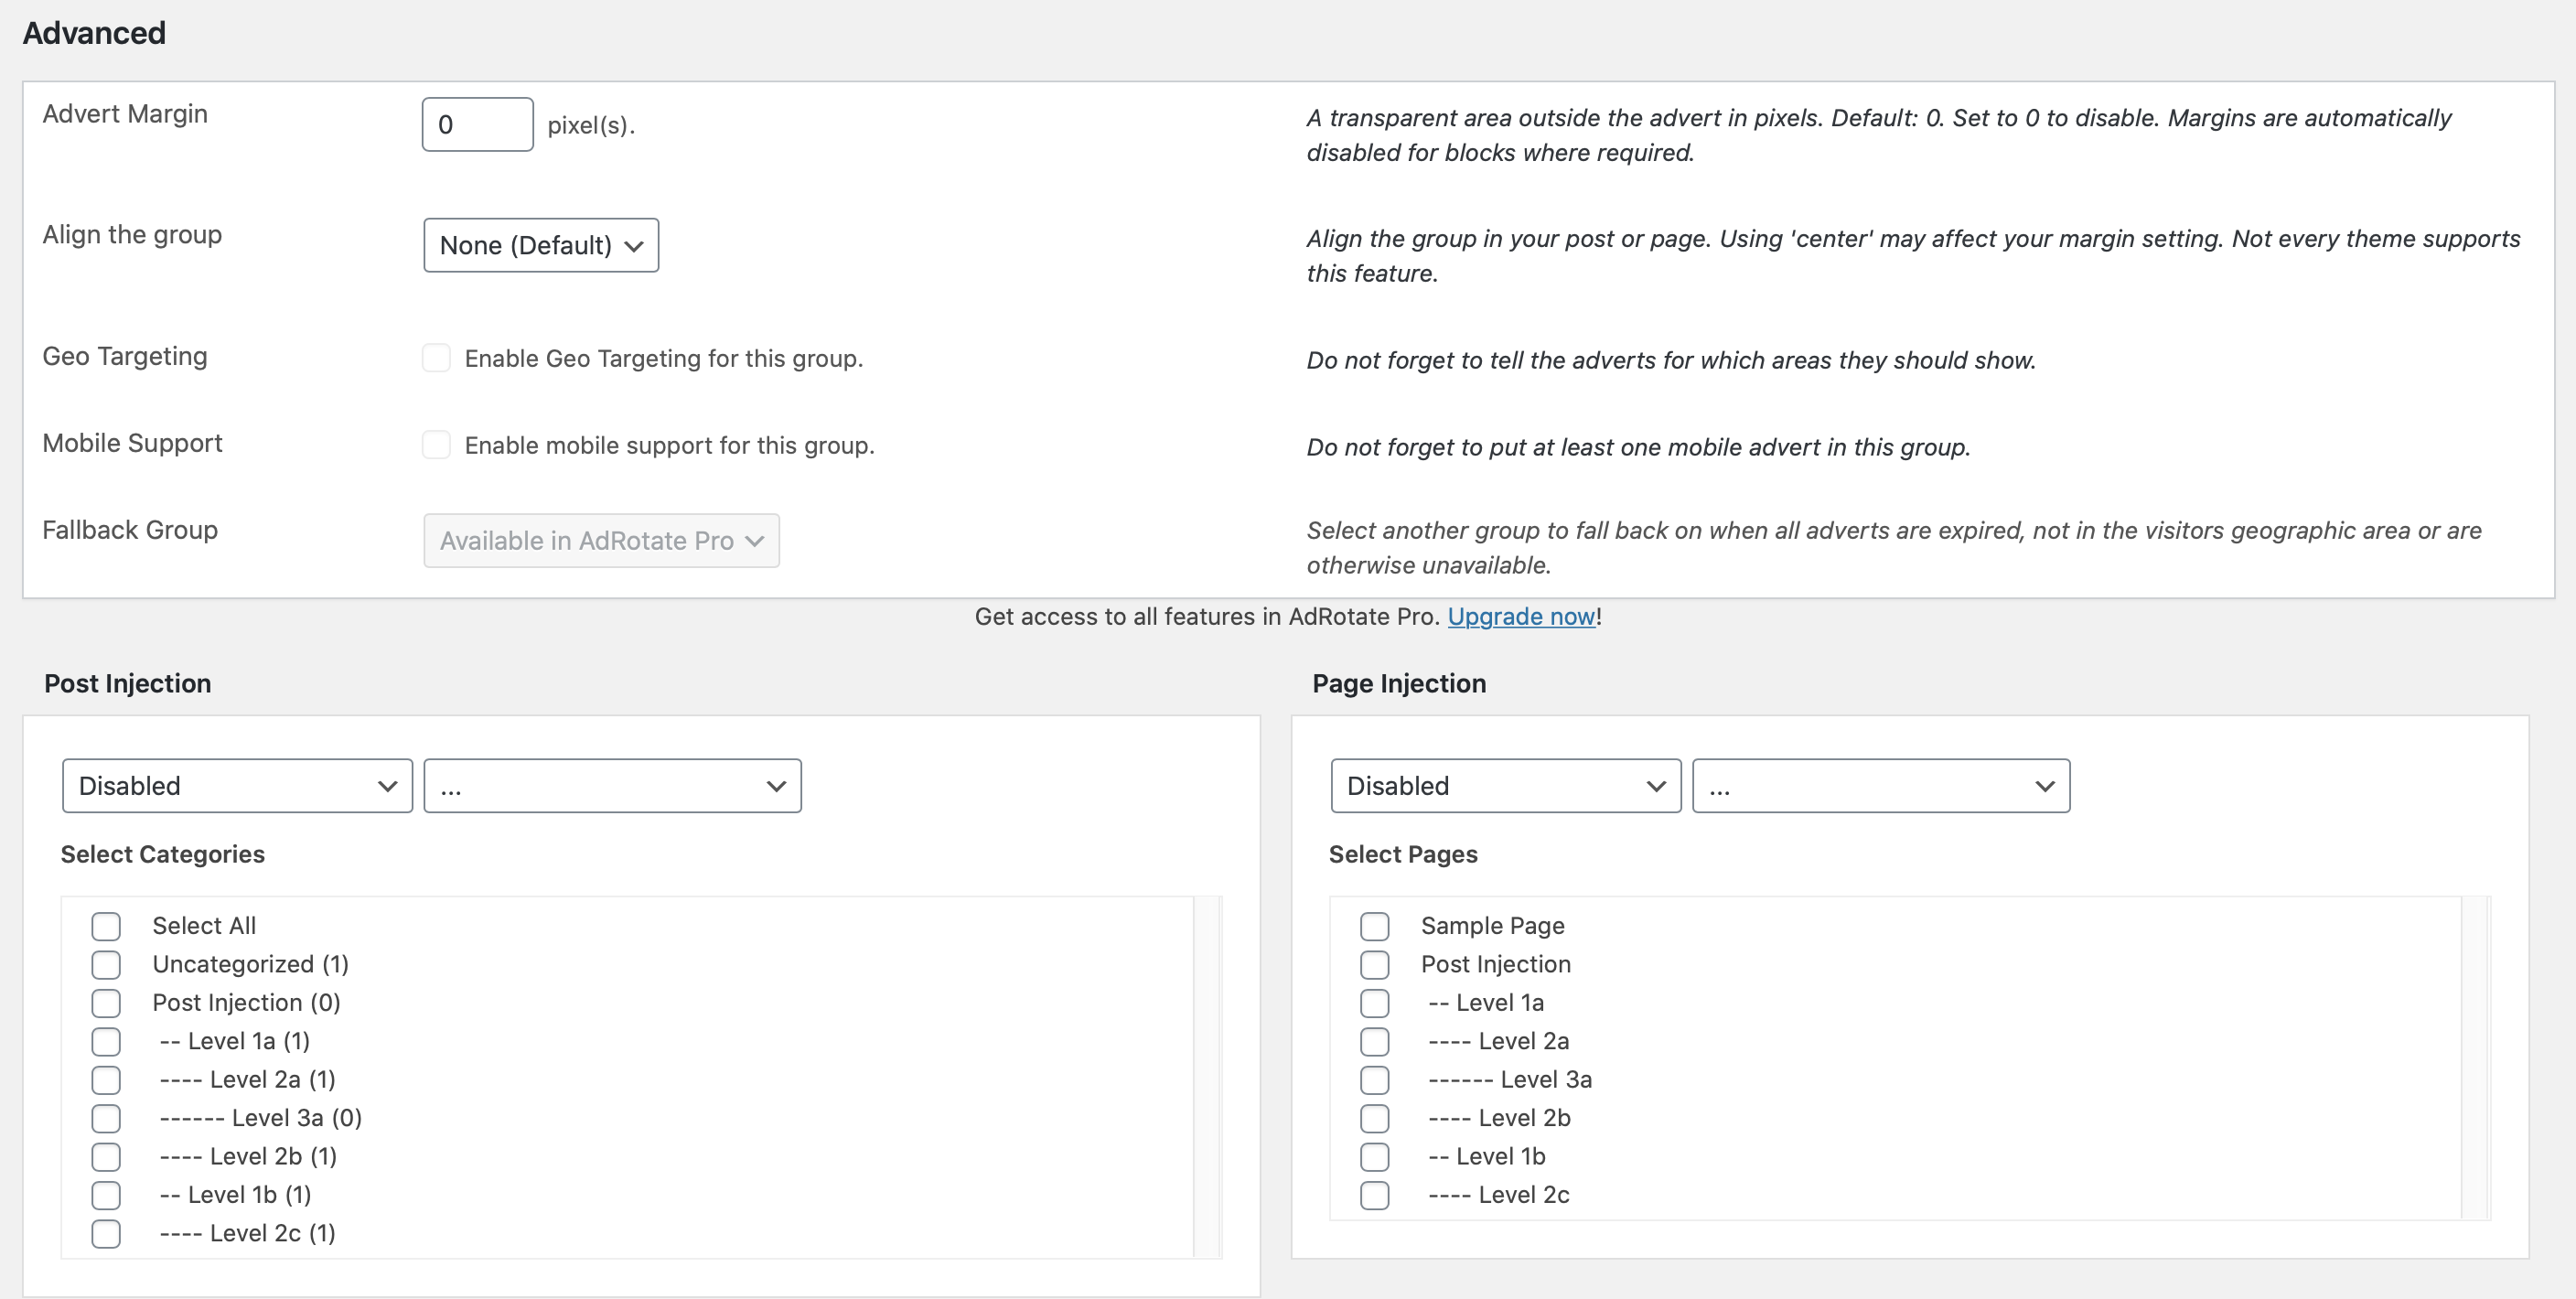 Advanced
Advert Margin
0 pixel(s).
A transparent area outside the advert in pixels. Default: 0. Set to 0 to disable. Margins are automatically
disabled for blocks where required.
Align the group
None (Default)
Align the group in your post or page. Using 'center' may affect your margin setting. Not every theme supports
this feature.
Geo Targeting
Enable Geo Targeting for this group.
Do not forget to tell the adverts for which areas they should show.
Mobile Support
Enable mobile support for this group.
Do not forget to put at least one mobile advert in this group.
Fallback Group
Available in AdRotate Pro
Select another group to fall back on when all adverts are expired, not in the visitors geographic area or are
otherwise unavailable.
Get access to all features in AdRotate Pro. Upgrade now!
Post Injection
Disabled
...
Select Categories
Select All
Uncategorized (1)
Post Injection (0)
-- Level 1a (1)
---- Level 2a (1)
------ Level 3a (0)
---- Level 2b (1)
-- Level 1b (1)
---- Level 2c (1)
Page Injection
Disabled
...
Select Pages
Sample Page
Post Injection
-- Level 1a
---- Level 2a
------ Level 3a
---- Level 2b
-- Level 1b
---- Level 2c